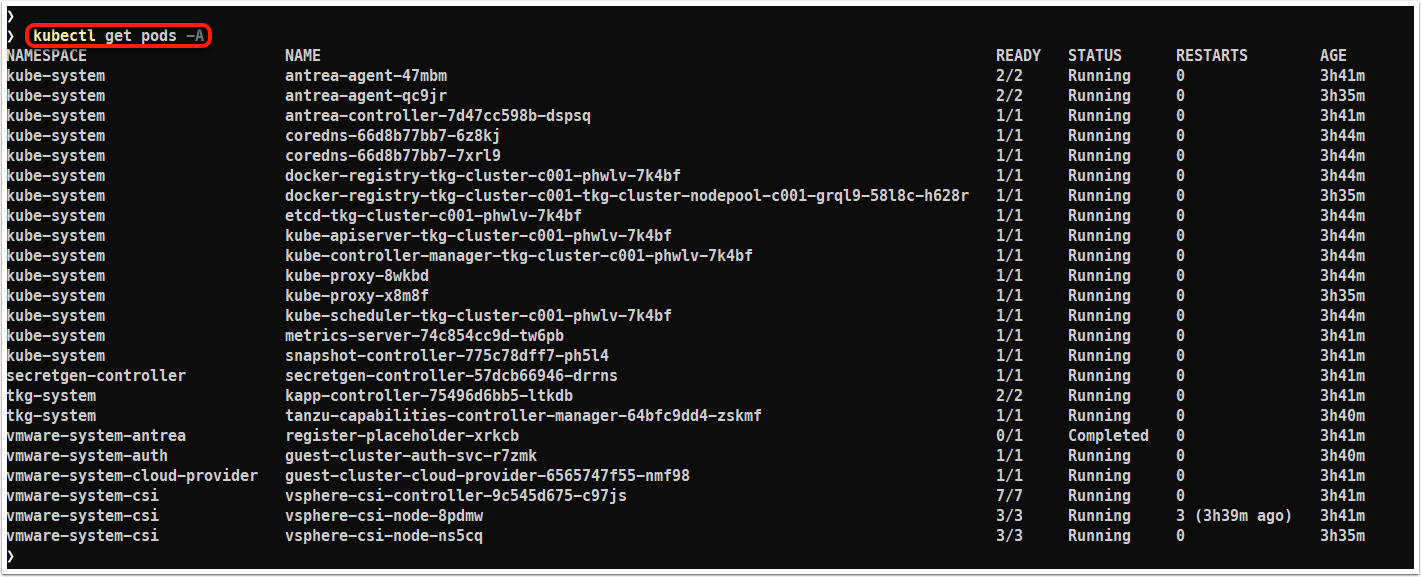 ❯
❯ kubectl get pods -A
NAMESPACE NAME READY STATUS RESTARTS AGE
kube-system antrea-agent-47mbm 2/2 Running 0 3h41m
kube-system antrea-agent-qc9jr 2/2 Running 0 3h35m
kube-system antrea-controller-7d47cc598b-dspsq 1/1 Running 0 3h41m
kube-system coredns-66d8b77bb7-6z8kj 1/1 Running 0 3h44m
kube-system coredns-66d8b77bb7-7xrl9 1/1 Running 0 3h44m
kube-system docker-registry-tkg-cluster-c001-phwlv-7k4bf 1/1 Running 0 3h44m
kube-system docker-registry-tkg-cluster-c001-tkg-cluster-nodepool-c001-grql9-58l8c-h628r 1/1 Running 0 3h35m
kube-system etcd-tkg-cluster-c001-phwlv-7k4bf 1/1 Running 0 3h44m
kube-system kube-apiserver-tkg-cluster-c001-phwlv-7k4bf 1/1 Running 0 3h44m
kube-system kube-controller-manager-tkg-cluster-c001-phwlv-7k4bf 1/1 Running 0 3h44m
kube-system kube-proxy-8wkbd 1/1 Running 0 3h44m
kube-system kube-proxy-x8m8f 1/1 Running 0 3h35m
kube-system kube-scheduler-tkg-cluster-c001-phwlv-7k4bf 1/1 Running 0 3h44m
kube-system metrics-server-74c854cc9d-tw6pb 1/1 Running 0 3h41m
kube-system snapshot-controller-775c78dff7-ph5l4 1/1 Running 0 3h41m
secretgen-controller secretgen-controller-57dcb66946-drrns 1/1 Running 0 3h41m
tkg-system kapp-controller-75496d6bb5-ltkdb 2/2 Running 0 3h41m
tkg-system tanzu-capabilities-controller-manager-64bfc9dd4-zskmf 1/1 Running 0 3h40m
vmware-system-antrea register-placeholder-xrkcb 0/1 Completed 0 3h41m
vmware-system-auth guest-cluster-auth-svc-r7zmk 1/1 Running 0 3h40m
vmware-system-cloud-provider guest-cluster-cloud-provider-6565747f55-nmf98 1/1 Running 0 3h41m
vmware-system-csi vsphere-csi-controller-9c545d675-c97js 7/7 Running 0 3h41m
vmware-system-csi vsphere-csi-node-8pdmw 3/3 Running 3 (3h39m ago) 3h41m
vmware-system-csi vsphere-csi-node-ns5cq 3/3 Running 0 3h35m
❯